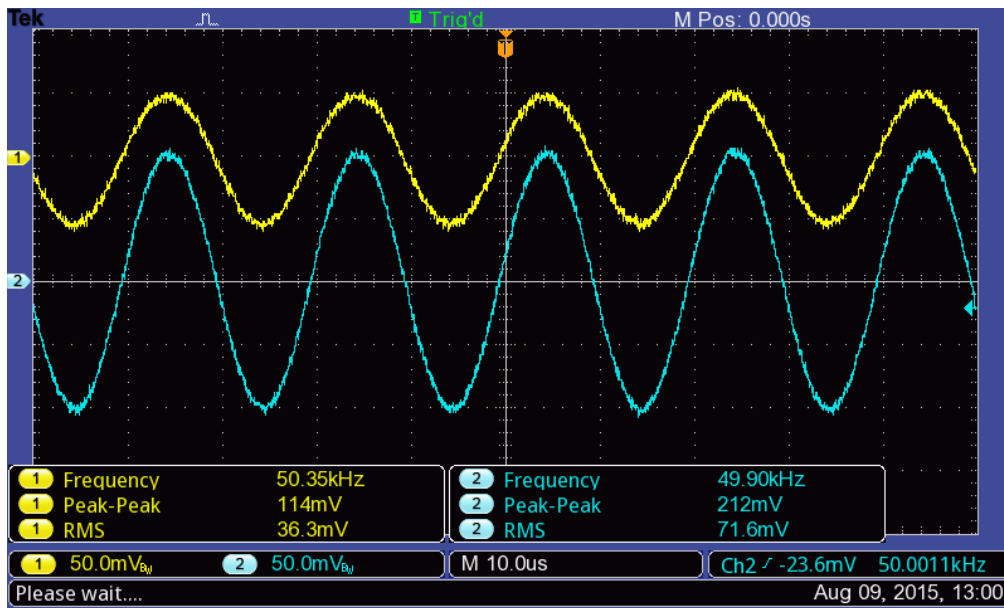 Tek T Trig'd M Pos: 0.000s
T
1
2
1 Frequency 50.35kHz 2 Frequency 49.90kHz
1 Peak-Peak 114mV 2 Peak-Peak 212mV
1 RMS 36.3mV 2 RMS 71.6mV
1 50.0mVBW 2 50.0mVBW M 10.0us Ch2 -23.6mV 50.0011kHz
Please wait.... Aug 09, 2015, 13:00